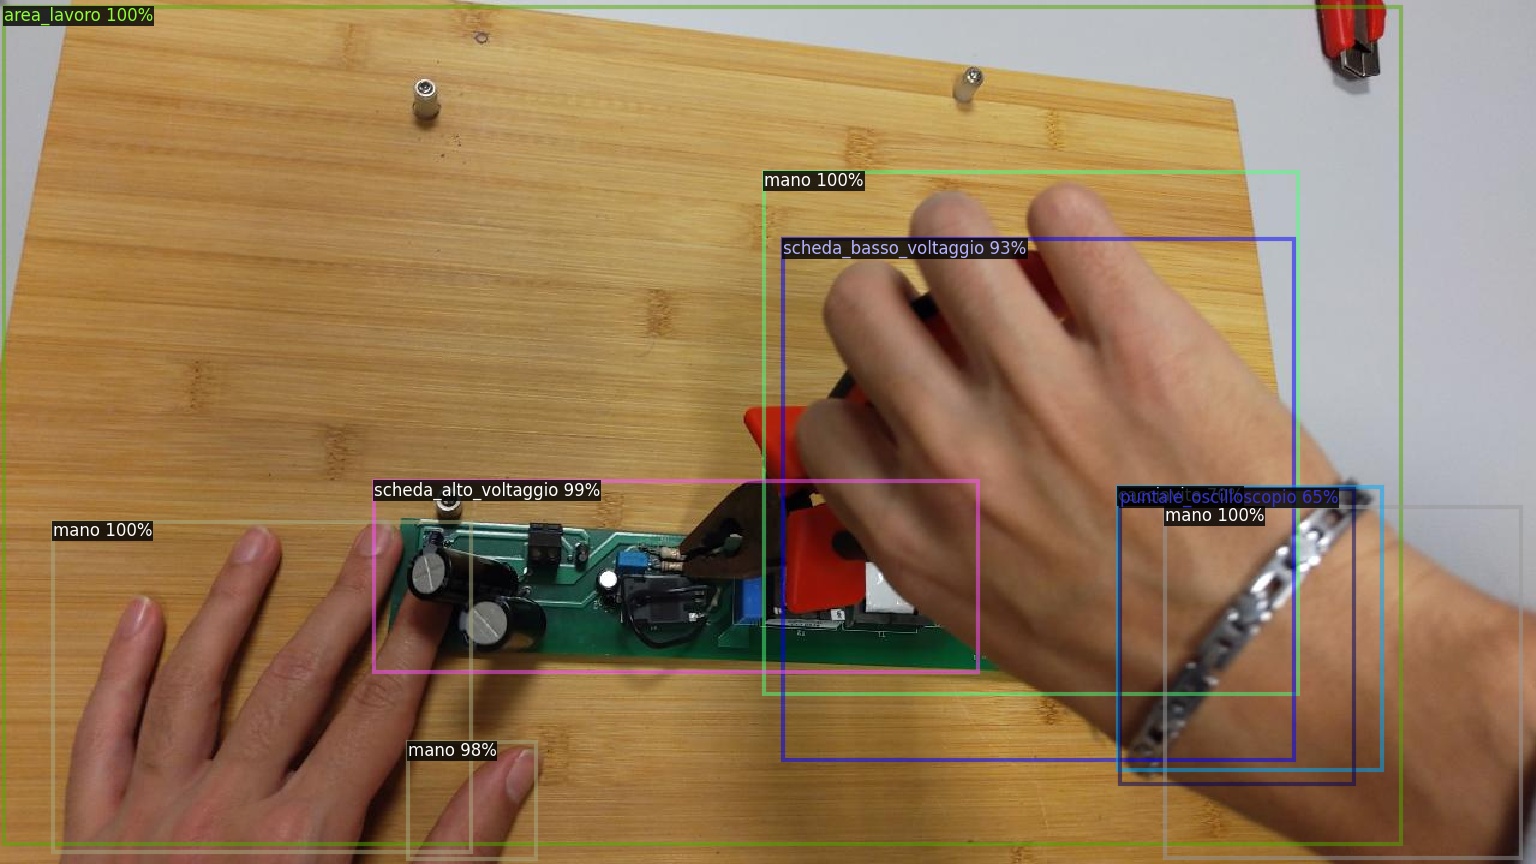 area_lavoro 100%
mano 100%
scheda_basso_voltaggio 93%
scheda_alto_voltaggio 99%
puntale_oscilloscopio 65%
mano 100%
mano 100%
mano 98%